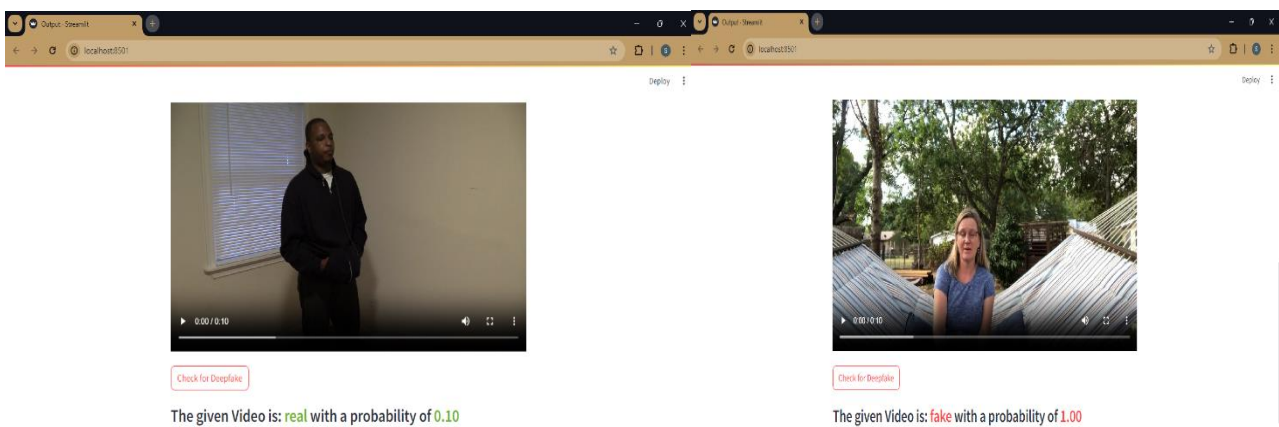 Output · Streamlit
localhost:8501
Deploy
0:00 / 0:10
Check for Deepfake
The given Video is: real with a probability of 0.10
Output · Streamlit
localhost:8501
Deploy
0:00 / 0:10
Check for Deepfake
The given Video is: fake with a probability of 1.00